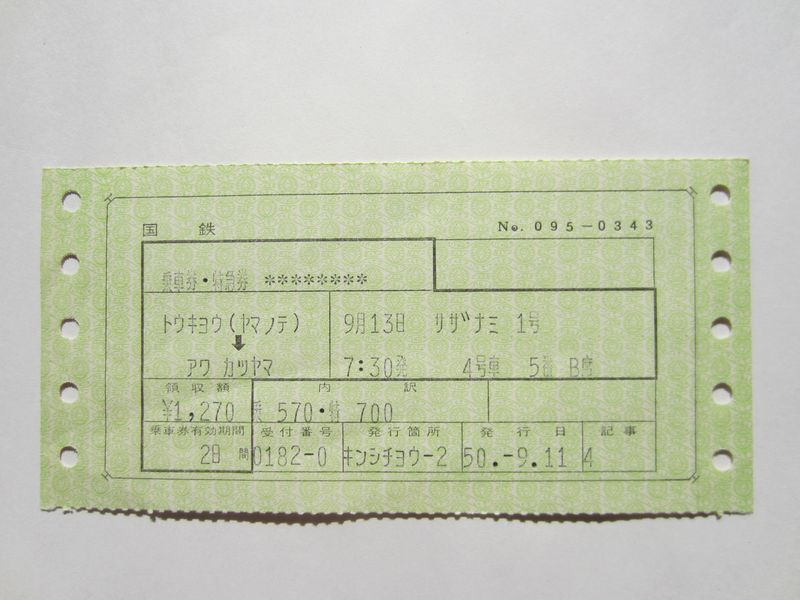 国鉄 No. 095-0343
乗車券・特急券 ********
トウキョウ(ヤマノテ) 9月13日 サザナミ 1号
⬇
アワ カツヤマ 7:30発 4号車 5番 B席
領収額 内訳
¥1,270 乗 570・特 700
乗車券有効期間 受付番号 発行箇所 発行日 記事
2日間 0182-0 キンシチョウ-2 50.-9.11 4